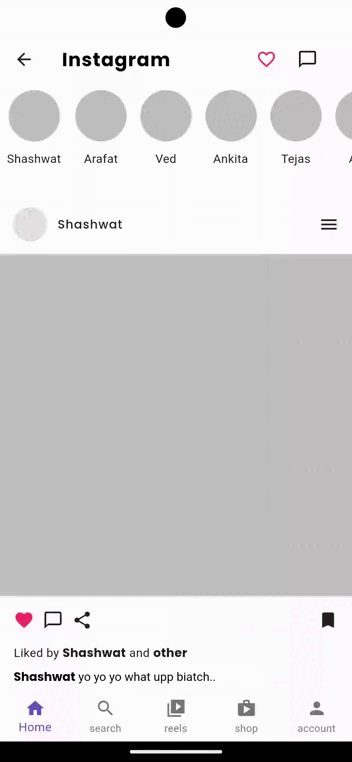 Instagram
Shashwat Arafat Ved Ankita Tejas
Shashwat
Liked by Shashwat and other
Shashwat yo yo yo what upp biatch..
Home search reels shop account